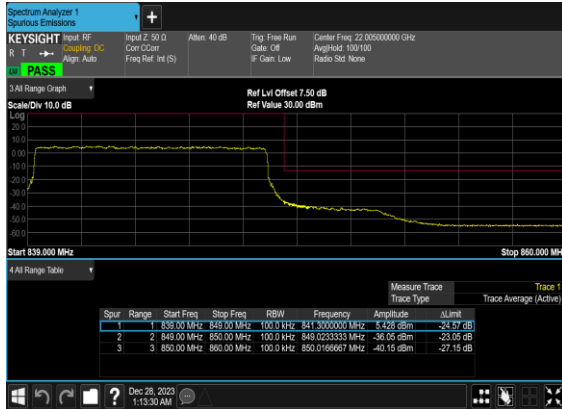 Spectrum Analyzer 1
Spurious Emissions
+
KEYSIGHT Input: RF Input Z: 50 Ω Atten: 40 dB Trig: Free Run Center Freq: 22.005000000 GHz
R T Coupling: DC Corr CCorr Gate: Off Avg|Hold: 100/100
Align: Auto Freq Ref: Int (S) IF Gain: Low Radio Std: None
PASS
3 All Range Graph
Ref Lvl Offset 7.50 dB
Scale/Div 10.0 dB Ref Value 30.00 dBm
Log
20.0
10.0
0.00
-10.0
-20.0
-30.0
-40.0
-50.0
-60.0
Start 839.000 MHz Stop 860.000 MH
4 All Range Table
Measure Trace Trace 1
Trace Type Trace Average (Active)
Spur Range Start Freq Stop Freq RBW Frequency Amplitude ΔLimit
1 1 839.00 MHz 849.00 MHz 100.0 kHz 841.3000000 MHz 5.428 dBm -24.57 dB
2 2 849.00 MHz 850.00 MHz 100.0 kHz 849.0233333 MHz -36.05 dBm -23.05 dB
3 3 850.00 MHz 860.00 MHz 100.0 kHz 850.0166667 MHz -40.15 dBm -27.15 dB
? Dec 28, 2023
1:13:30 AM